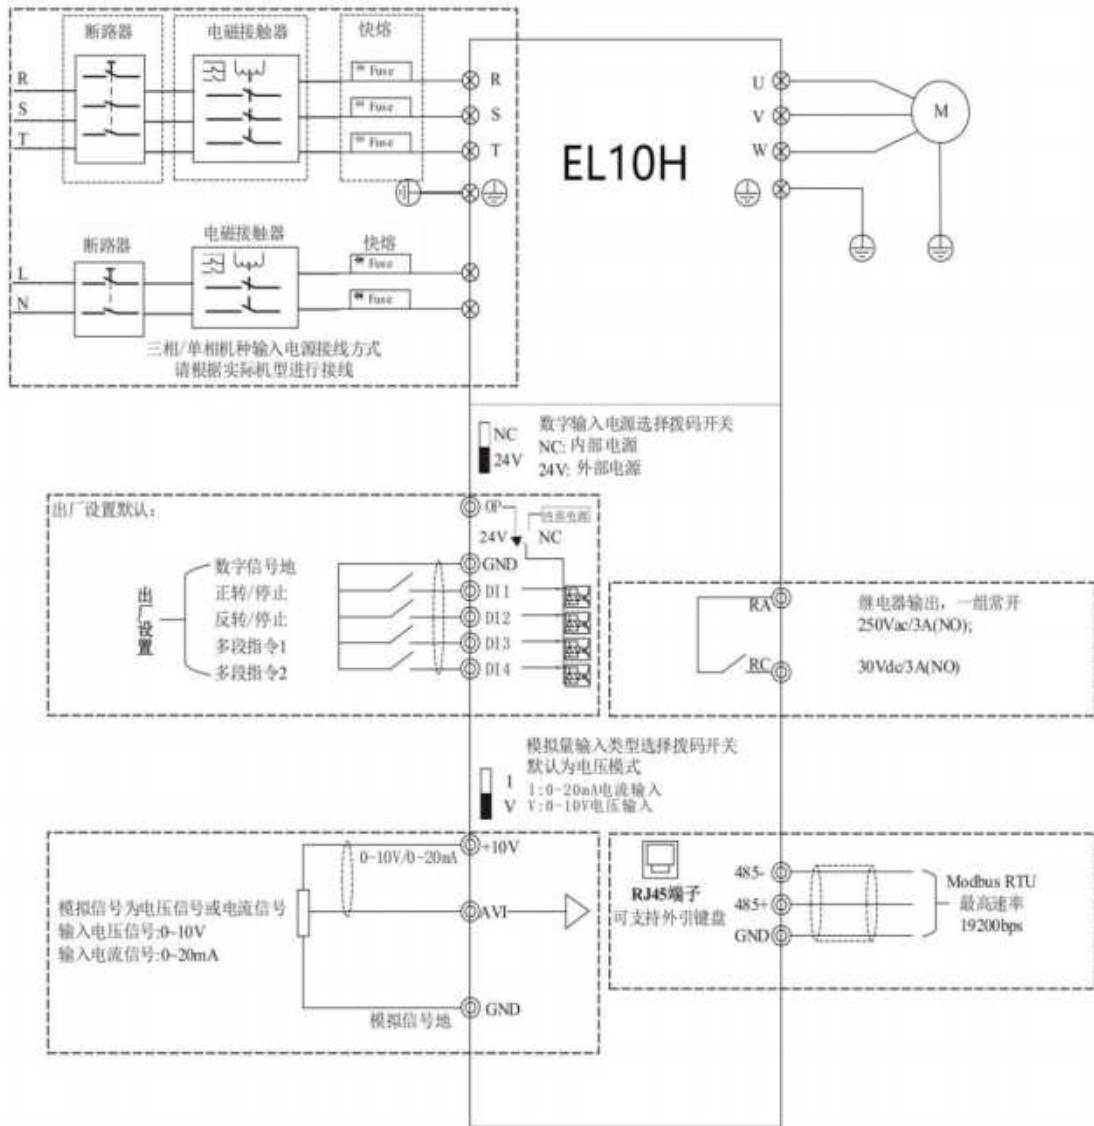 断路器
电磁接触器
快熔
R
S
T
Fuse
Fuse
Fuse
R
S
T
EL10H
U
V
W
M
断路器
电磁接触器
快熔
L
N
Fuse
Fuse
三相/单相机种输入电源接线方式
请根据实际机型进行接线
NC
24V
数字输入电源选择拨码开关
NC: 内部电源
24V: 外部电源
出厂设置默认:
OP
内部电源
24V
NC
出厂设置
数字信号地
正转/停止
反转/停止
多段指令1
多段指令2
GND
DI1
DI2
DI3
DI4
RA
RC
继电器输出，一组常开
250Vac/3A(NO);
30Vdc/3A(NO)
I
V
模拟量输入类型选择拨码开关
默认为电压模式
I:0-20mA电流输入
V:0-10V电压输入
0-10V/0-20mA
+10V
模拟信号为电压信号或电流信号
输入电压信号:0~10V
输入电流信号:0~20mA
AVI
模拟信号地
GND
RJ45端子
可支持外引键盘
485-
485+
GND
Modbus RTU
最高速率
19200bps